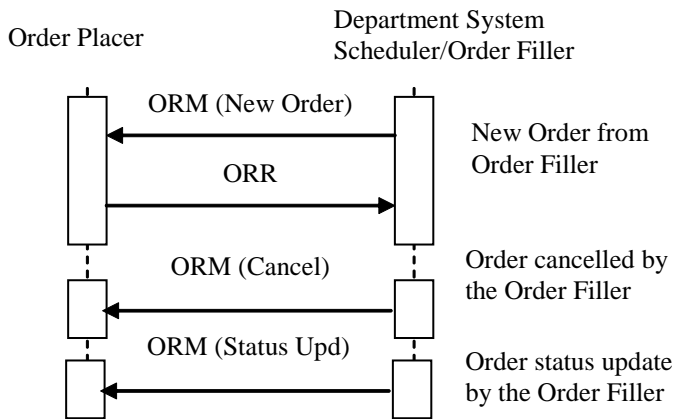 Order Placer
Department System
Scheduler/Order Filler
ORM (New Order)
New Order from
Order Filler
ORR
ORM (Cancel)
Order cancelled by
the Order Filler
ORM (Status Upd)
Order status update
by the Order Filler